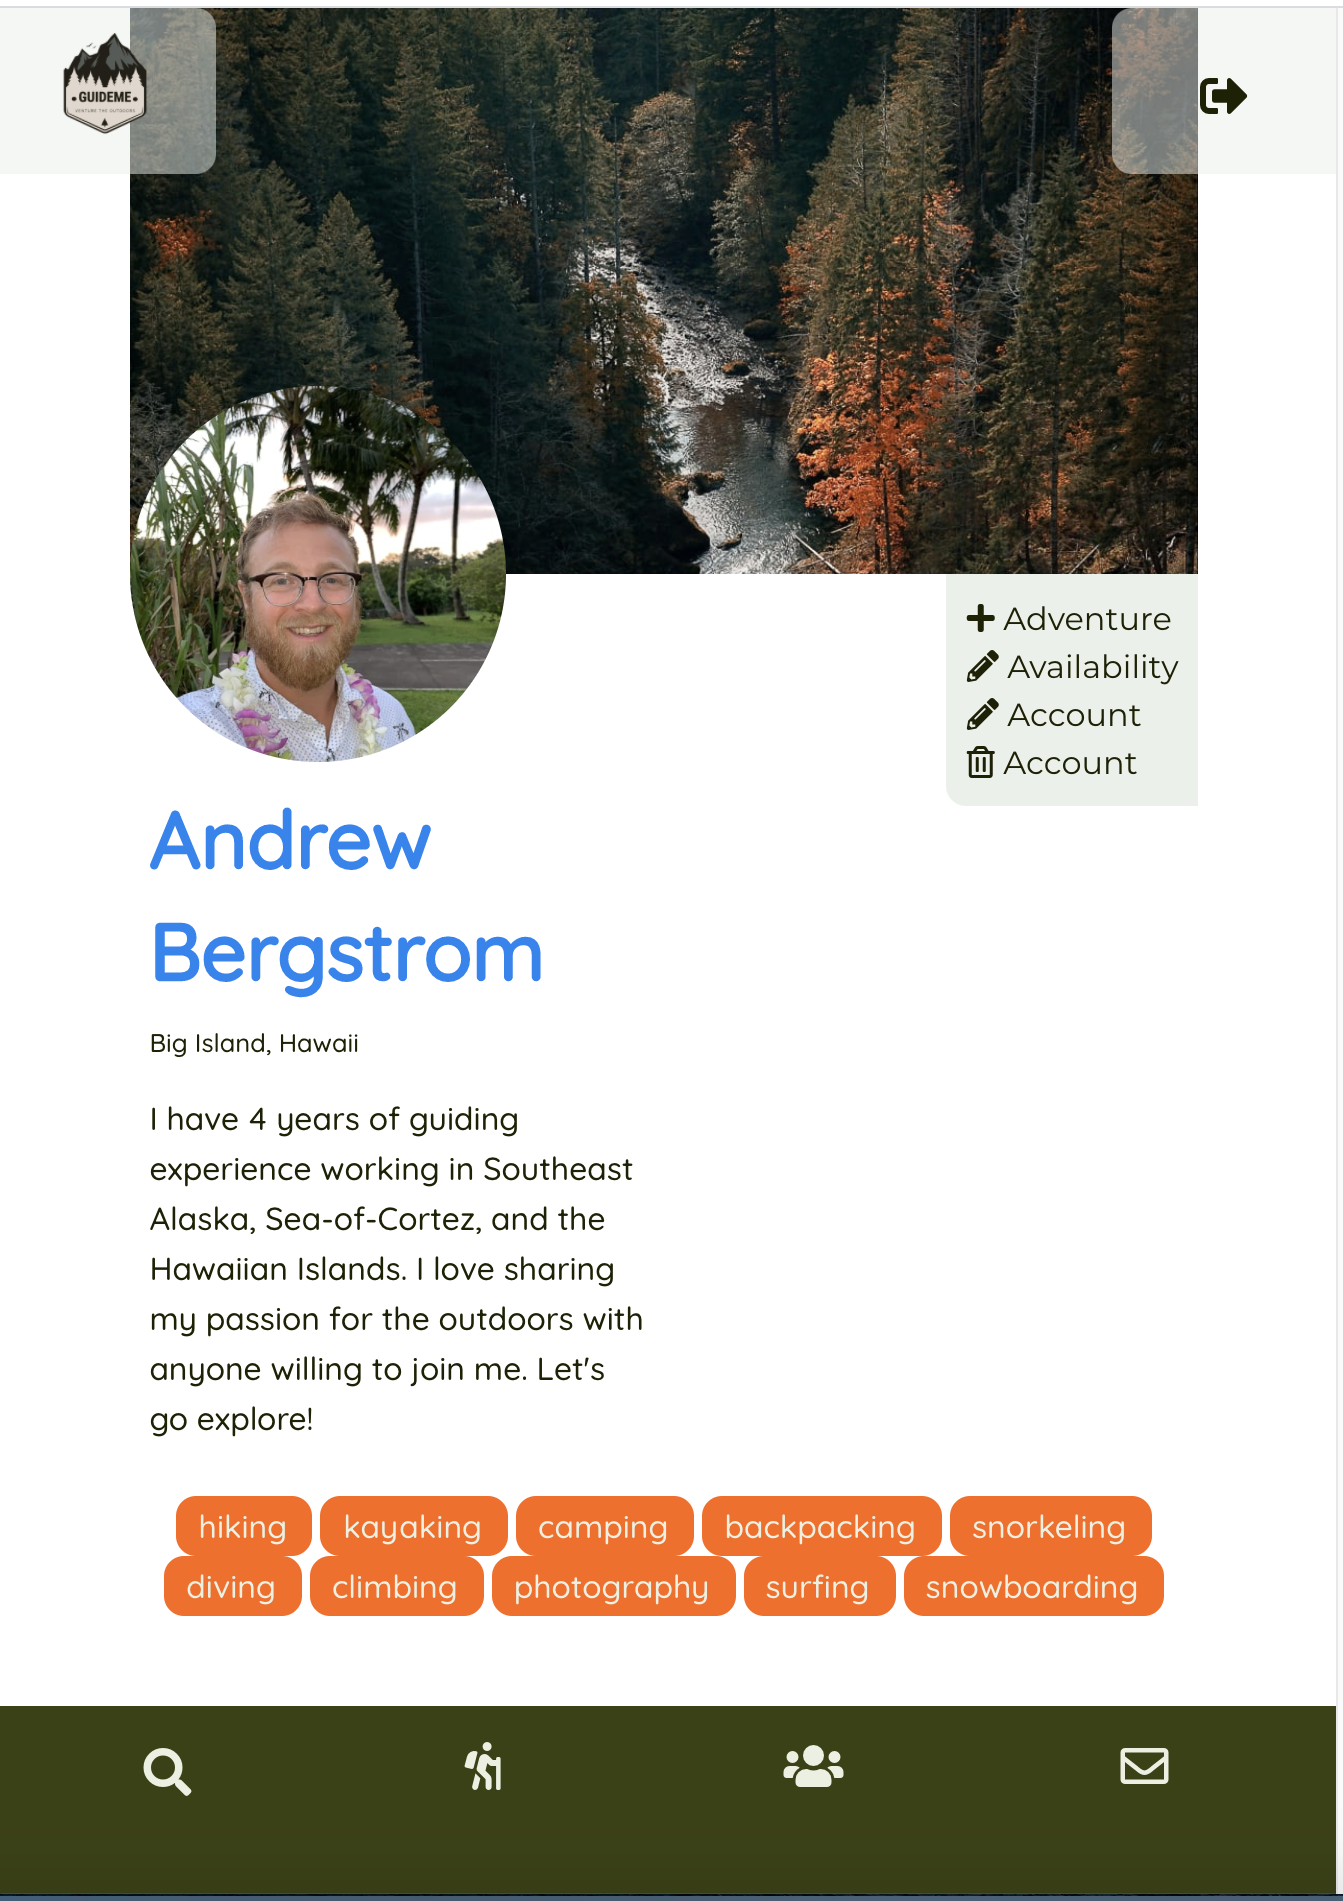 GUIDEME
VENTURE THE OUTDOORS
Adventure
Availability
Account
Account
Andrew
Bergstrom
Big Island, Hawaii
I have 4 years of guiding
experience working in Southeast
Alaska, Sea-of-Cortez, and the
Hawaiian Islands. I love sharing
my passion for the outdoors with
anyone willing to join me. Let's
go explore!
hiking kayaking camping backpacking snorkeling
diving climbing photography surfing snowboarding